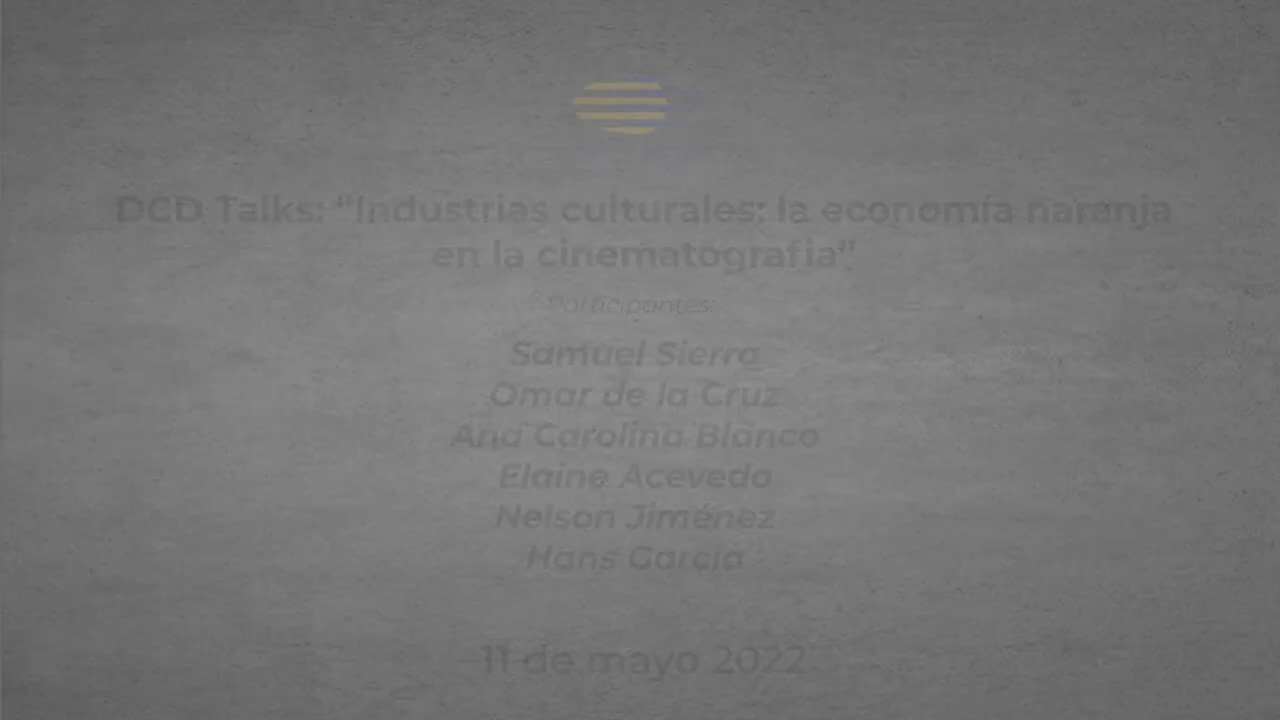 DCD Talks: "Industrias culturales: la economía naranja
en la cinematografia"
Participantes:
Samuel Sierra
Omar de la Cruz
Ana Carolina Blanco
Elaine Acevedo
Nelson Jiménez
Hans García
11 de mayo 2022